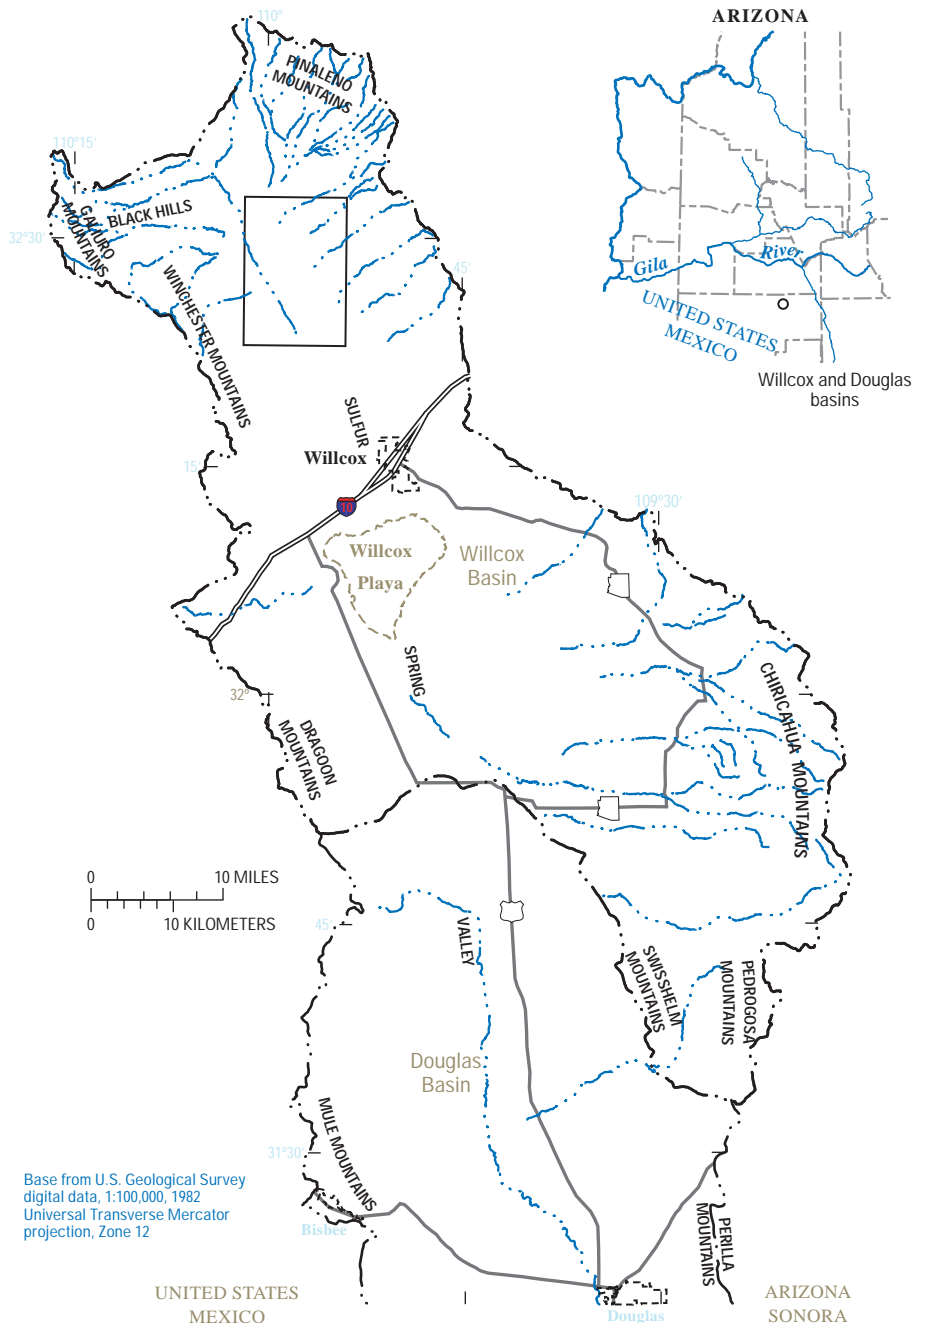 110°
ARIZONA
PINALENO
MOUNTAINS
110°15'
GALIURO
MOUNTAINS
BLACK HILLS
32°30'
WINCHESTER MOUNTAINS
45'
Gila
River
UNITED STATES
MEXICO
Willcox and Douglas
basins
SULFUR
Willcox
15'
10
109°30'
Willcox
Playa
Willcox
Basin
SPRING
32°
DRAGOON
MOUNTAINS
CHIRICAHUA MOUNTAINS
0 10 MILES
0 10 KILOMETERS
45'
VALLEY
SWISSHELM
MOUNTAINS
PEDROGOSA
MOUNTAINS
Douglas
Basin
MULE MOUNTAINS
31°30'
Base from U.S. Geological Survey
digital data, 1:100,000, 1982
Universal Transverse Mercator
projection, Zone 12
Bisbee
PERILLA
MOUNTAINS
UNITED STATES
MEXICO
ARIZONA
SONORA
Douglas